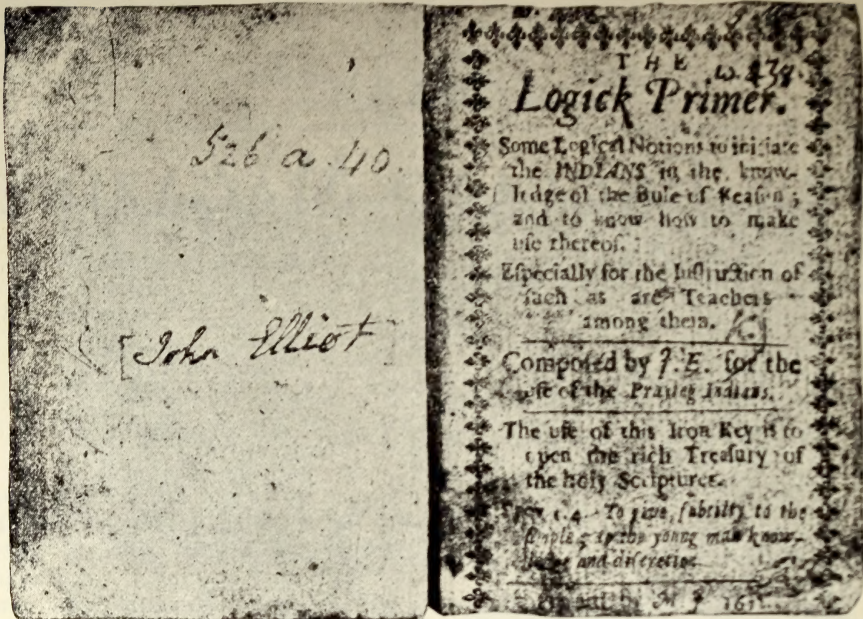 526 a 40.
[John Elliot]
THE
Logick Primer.
Some Logical Notions to initiate
the INDIANS in the know-
ledge of the Rule of Reason;
and to know how to make
use thereof.
Especially for the Instruction of
such as are Teachers
among them.
Composed by J. E. for the
use of the Praying Indians.
The use of this Iron Key is to
open the rich Treasury of
the holy Scriptures.
1. 4. To give subtilty to the
simple to the young man know-
ledge and discretion
M. J.